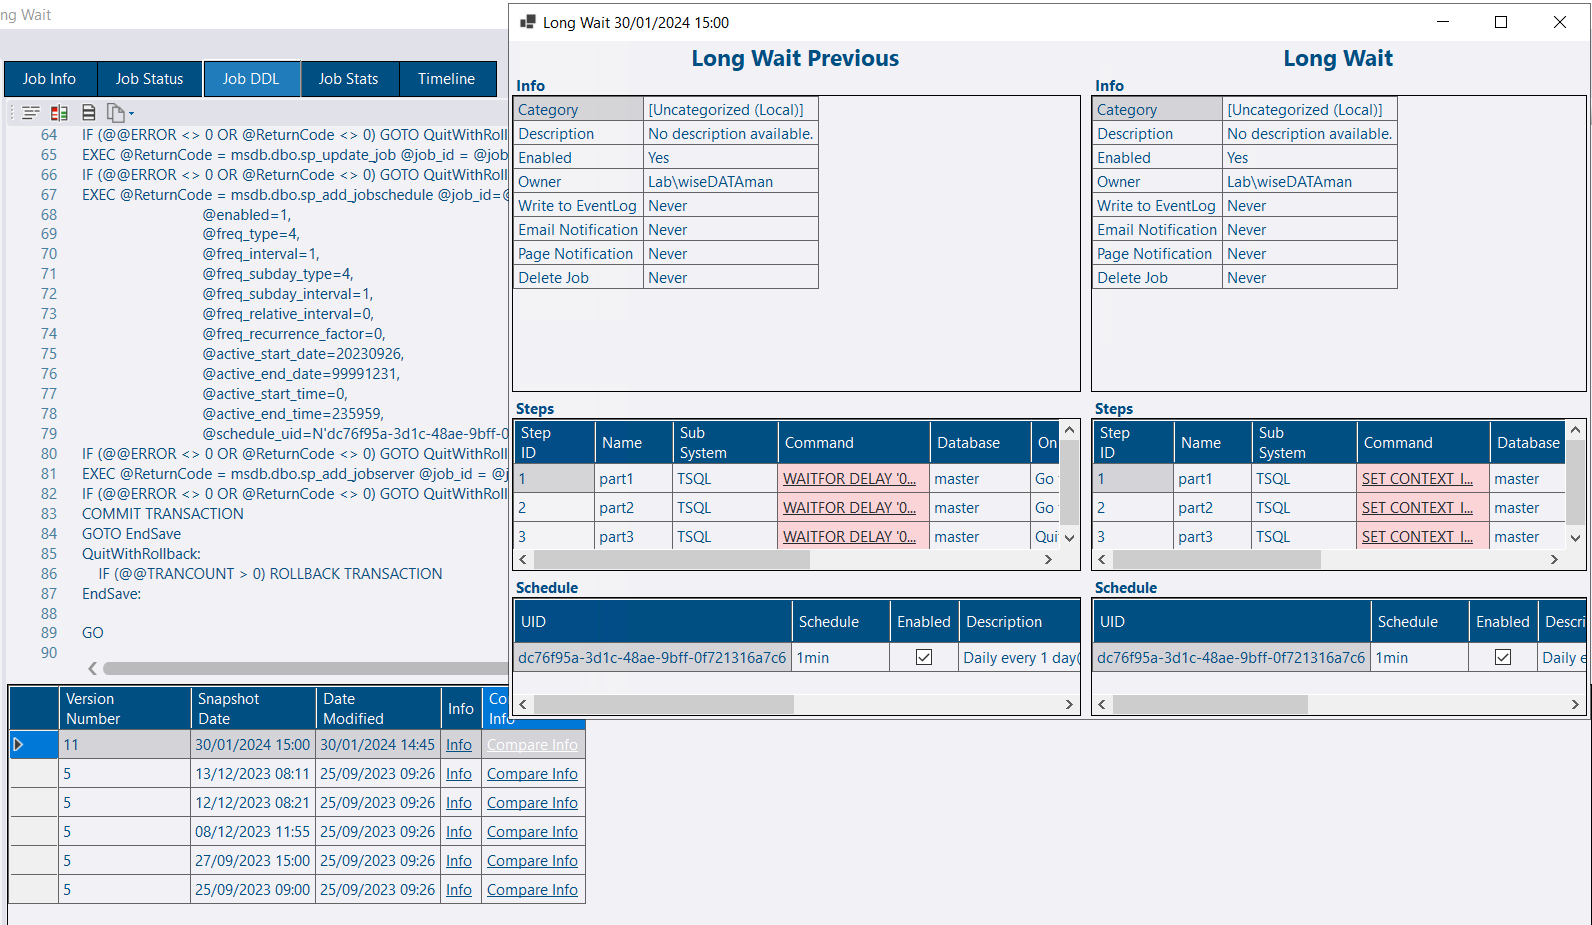 ng Wait
Job Info
Job Status
Job DDL
Job Stats
Timeline
64 IF (@@ERROR <> 0 OR @ReturnCode <> 0) GOTO QuitWithRoll
65 EXEC @ReturnCode = msdb.dbo.sp_update_job @job_id = @job
66 IF (@@ERROR <> 0 OR @ReturnCode <> 0) GOTO QuitWithRoll
67 EXEC @ReturnCode = msdb.dbo.sp_add_jobschedule @job_id=@
68 @enabled=1,
69 @freq_type=4,
70 @freq_interval=1,
71 @freq_subday_type=4,
72 @freq_subday_interval=1,
73 @freq_relative_interval=0,
74 @freq_recurrence_factor=0,
75 @active_start_date=20230926,
76 @active_end_date=99991231,
77 @active_start_time=0,
78 @active_end_time=235959,
79 @schedule_uid=N'dc76f95a-3d1c-48ae-9bff-0
80 IF (@@ERROR <> 0 OR @ReturnCode <> 0) GOTO QuitWithRoll
81 EXEC @ReturnCode = msdb.dbo.sp_add_jobserver @job_id = @j
82 IF (@@ERROR <> 0 OR @ReturnCode <> 0) GOTO QuitWithRoll
83 COMMIT TRANSACTION
84 GOTO EndSave
85 QuitWithRollback:
86 IF (@@TRANCOUNT > 0) ROLLBACK TRANSACTION
87 EndSave:
88
89 GO
90
Version Number Snapshot Date Date Modified Info Co Info
11 30/01/2024 15:00 30/01/2024 14:45 Info Compare Info
5 13/12/2023 08:11 25/09/2023 09:26 Info Compare Info
5 12/12/2023 08:21 25/09/2023 09:26 Info Compare Info
5 08/12/2023 11:55 25/09/2023 09:26 Info Compare Info
5 27/09/2023 15:00 25/09/2023 09:26 Info Compare Info
5 25/09/2023 09:00 25/09/2023 09:26 Info Compare Info
Long Wait 30/01/2024 15:00
Long Wait Previous
Info
Category [Uncategorized (Local)]
Description No description available.
Enabled Yes
Owner Lab\wiseDATAman
Write to EventLog Never
Email Notification Never
Page Notification Never
Delete Job Never
Steps
Step ID Name Sub System Command Database On
1 part1 TSQL WAITFOR DELAY '0... master Go
2 part2 TSQL WAITFOR DELAY '0... master Go
3 part3 TSQL WAITFOR DELAY '0... master Qui
Schedule
UID Schedule Enabled Description
dc76f95a-3d1c-48ae-9bff-0f721316a7c6 1min Daily every 1 day(
Long Wait
Info
Category [Uncategorized (Local)]
Description No description available.
Enabled Yes
Owner Lab\wiseDATAman
Write to EventLog Never
Email Notification Never
Page Notification Never
Delete Job Never
Steps
Step ID Name Sub System Command Database
1 part1 TSQL SET CONTEXT_I... master
2 part2 TSQL SET CONTEXT_I... master
3 part3 TSQL SET CONTEXT_I... master
Schedule
UID Schedule Enabled Descri
dc76f95a-3d1c-48ae-9bff-0f721316a7c6 1min Daily e